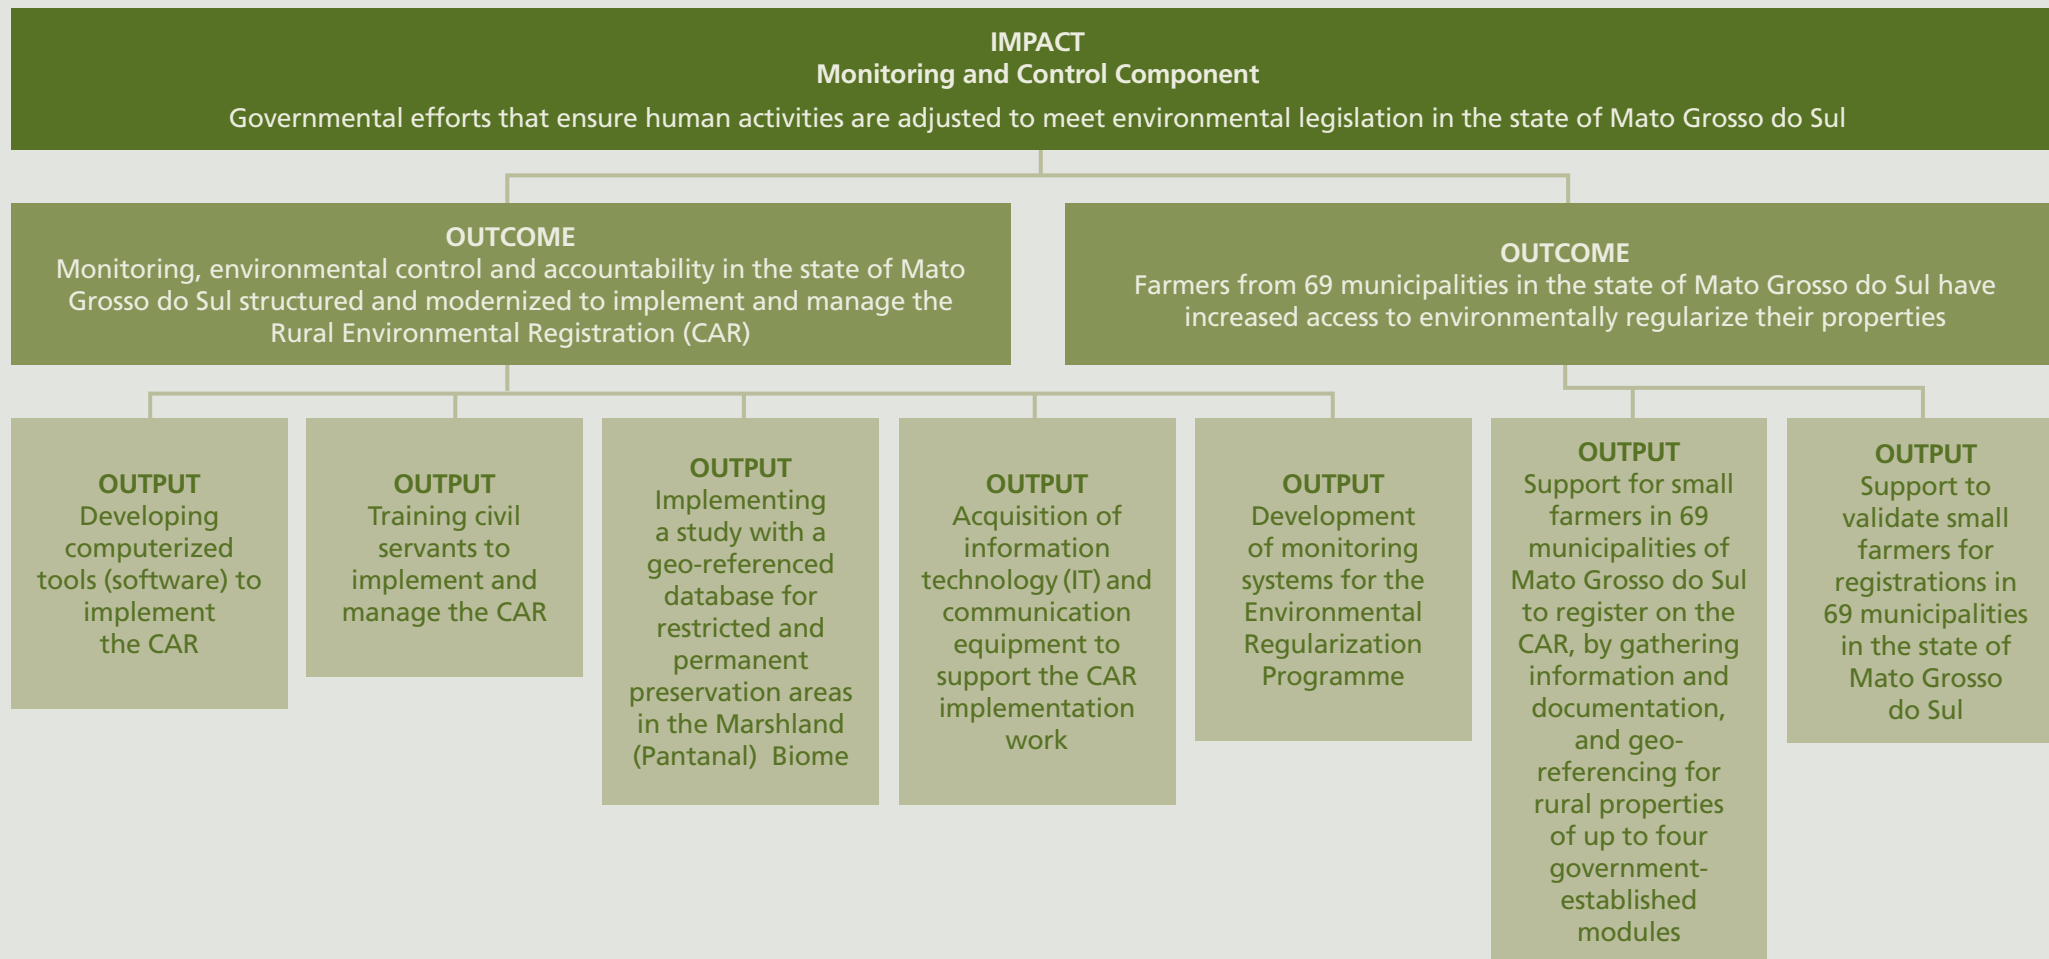 IMPACT
Monitoring and Control Component
Governmental efforts that ensure human activities are adjusted to meet environmental legislation in the state of Mato Grosso do Sul
OUTCOME
Monitoring, environmental control and accountability in the state of Mato
Grosso do Sul structured and modernized to implement and manage the
Rural Environmental Registration (CAR)
OUTCOME
Farmers from 69 municipalities in the state of Mato Grosso do Sul have
increased access to environmentally regularize their properties
OUTPUT
Developing
computerized
tools (software) to
implement
the CAR
OUTPUT
Training civil
servants to
implement and
manage the CAR
OUTPUT
Implementing
a study with a
geo-referenced
database for
restricted and
permanent
preservation areas
in the Marshland
(Pantanal) Biome
OUTPUT
Acquisition of
information
technology (IT) and
communication
equipment to
support the CAR
implementation
work
OUTPUT
Development
of monitoring
systems for the
Environmental
Regularization
Programme
OUTPUT
Support for small
farmers in 69
municipalities of
Mato Grosso do Sul
to register on the
CAR, by gathering
information and
documentation,
and geo-
referencing for
rural properties
of up to four
government-
established
modules
OUTPUT
Support to
validate small
farmers for
registrations in
69 municipalities
in the state of
Mato Grosso
do Sul